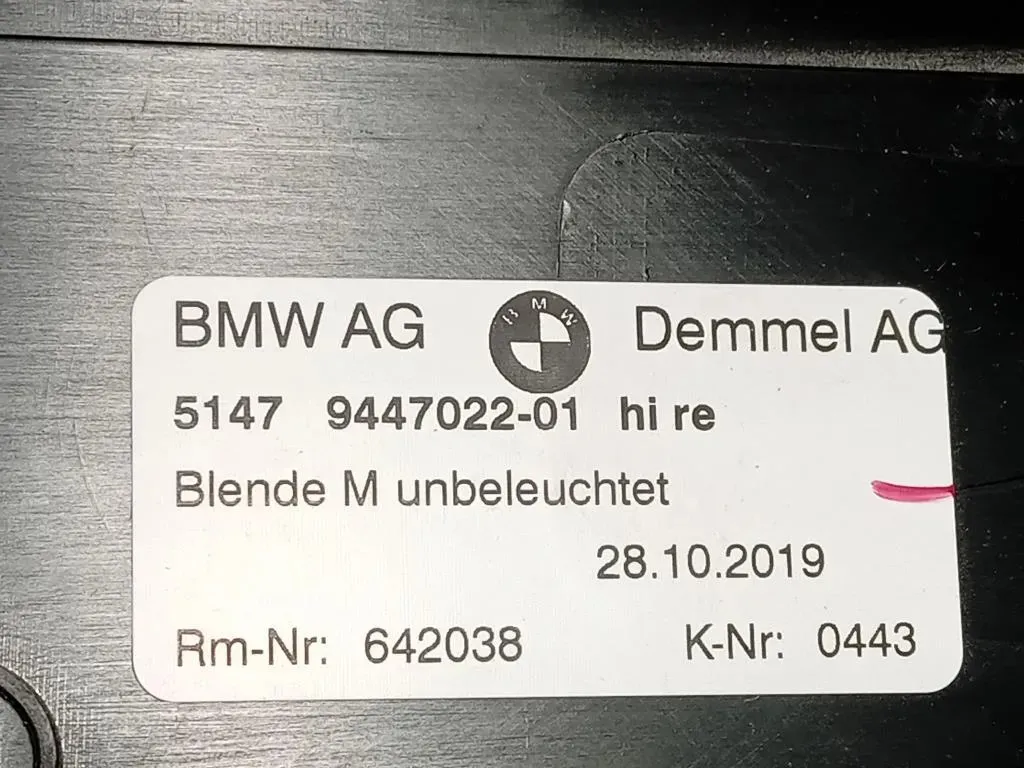 BMW AG BMW Demmel AG
5147 9447022-01 hi re
Blende M unbeleuchtet
28.10.2019
Rm-Nr: 642038 K-Nr: 0443